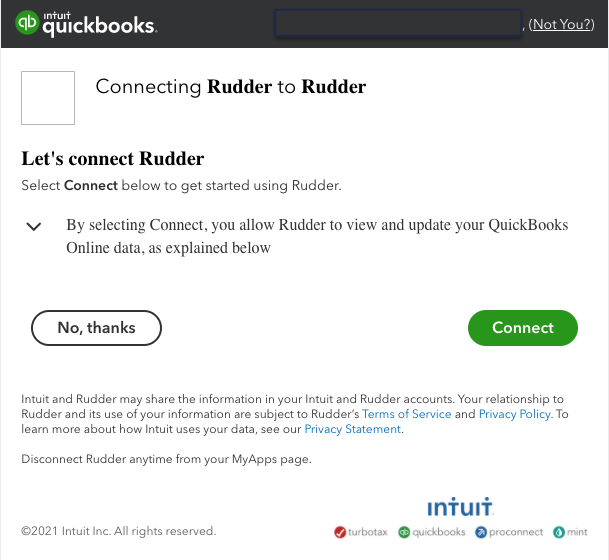 intuit
quickbooks.
, (Not You?)
Connecting Rudder to Rudder
Let's connect Rudder
Select Connect below to get started using Rudder.
By selecting Connect, you allow Rudder to view and update your QuickBooks
Online data, as explained below
No, thanks
Connect
Intuit and Rudder may share the information in your Intuit and Rudder accounts. Your relationship to
Rudder and its use of your information are subject to Rudder's Terms of Service and Privacy Policy. To
learn more about how Intuit uses your data, see our Privacy Statement.
Disconnect Rudder anytime from your MyApps page.
intuit
©2021 Intuit Inc. All rights reserved.
turbotax quickbooks proconnect mint